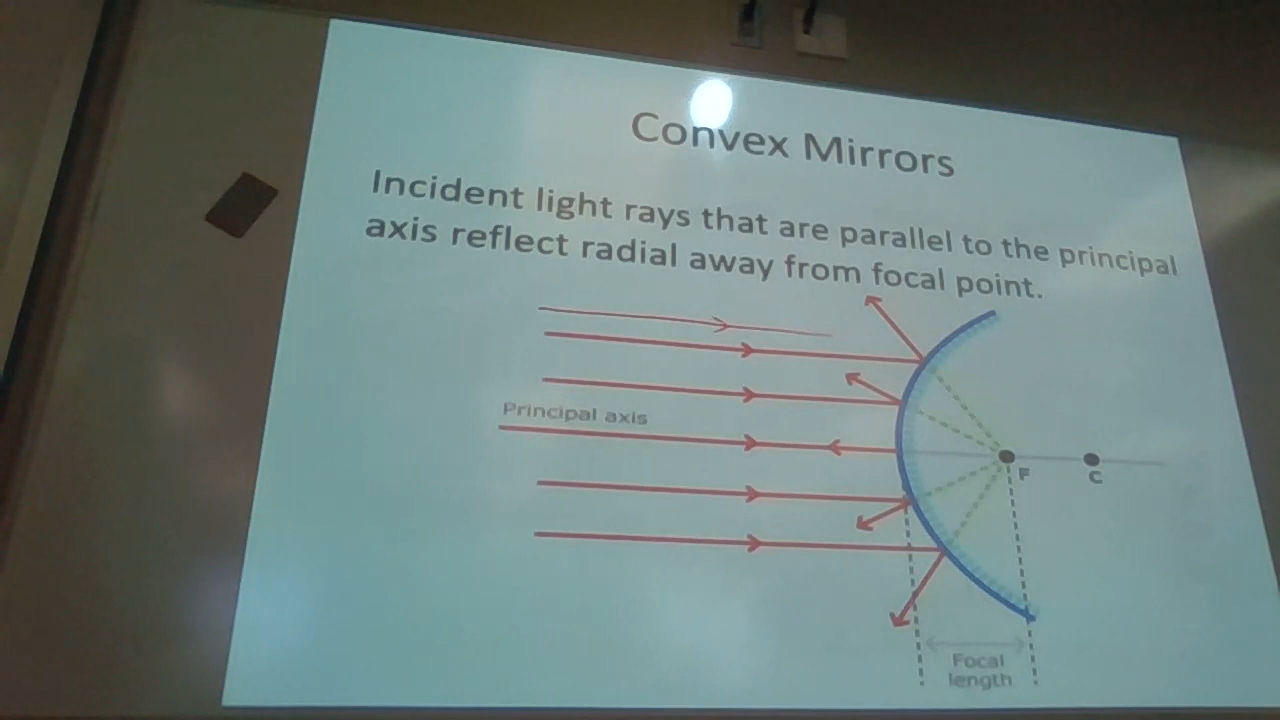 Convex Mirrors
Incident light rays that are parallel to the principal
axis reflect radial away from focal point.
Principal axis
F
C
Focal
length